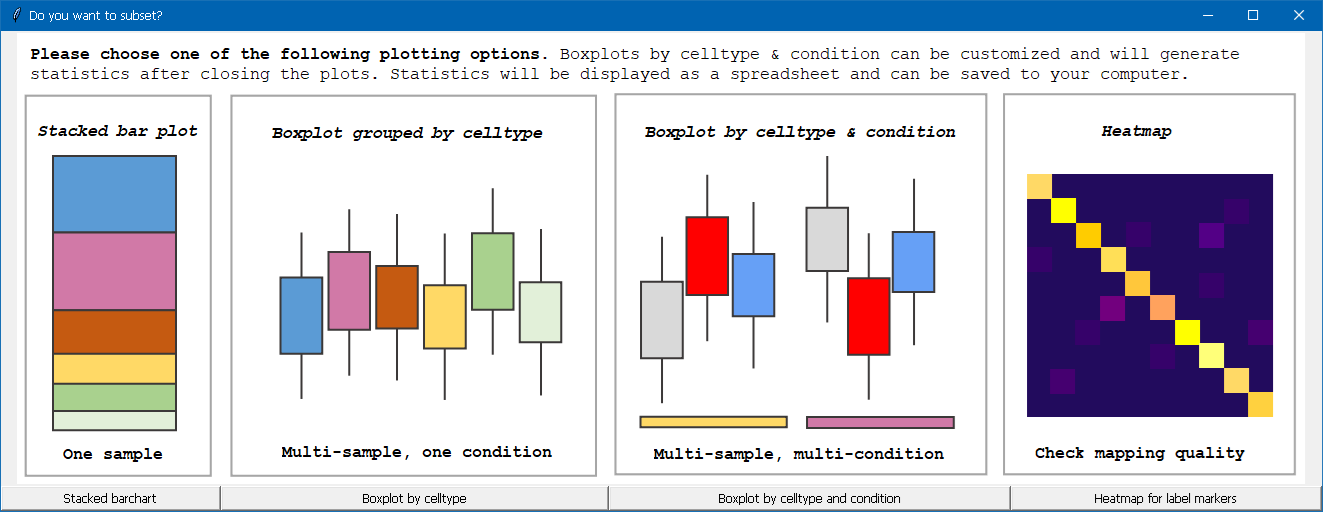 Do you want to subset?
Please choose one of the following plotting options. Boxplots by celltype & condition can be customized and will generate
statistics after closing the plots. Statistics will be displayed as a spreadsheet and can be saved to your computer.
Stacked bar plot
Boxplot grouped by celltype
Boxplot by celltype & condition
Heatmap
One sample
Multi-sample, one condition
Multi-sample, multi-condition
Check mapping quality
Stacked barchart
Boxplot by celltype
Boxplot by celltype and condition
Heatmap for label markers